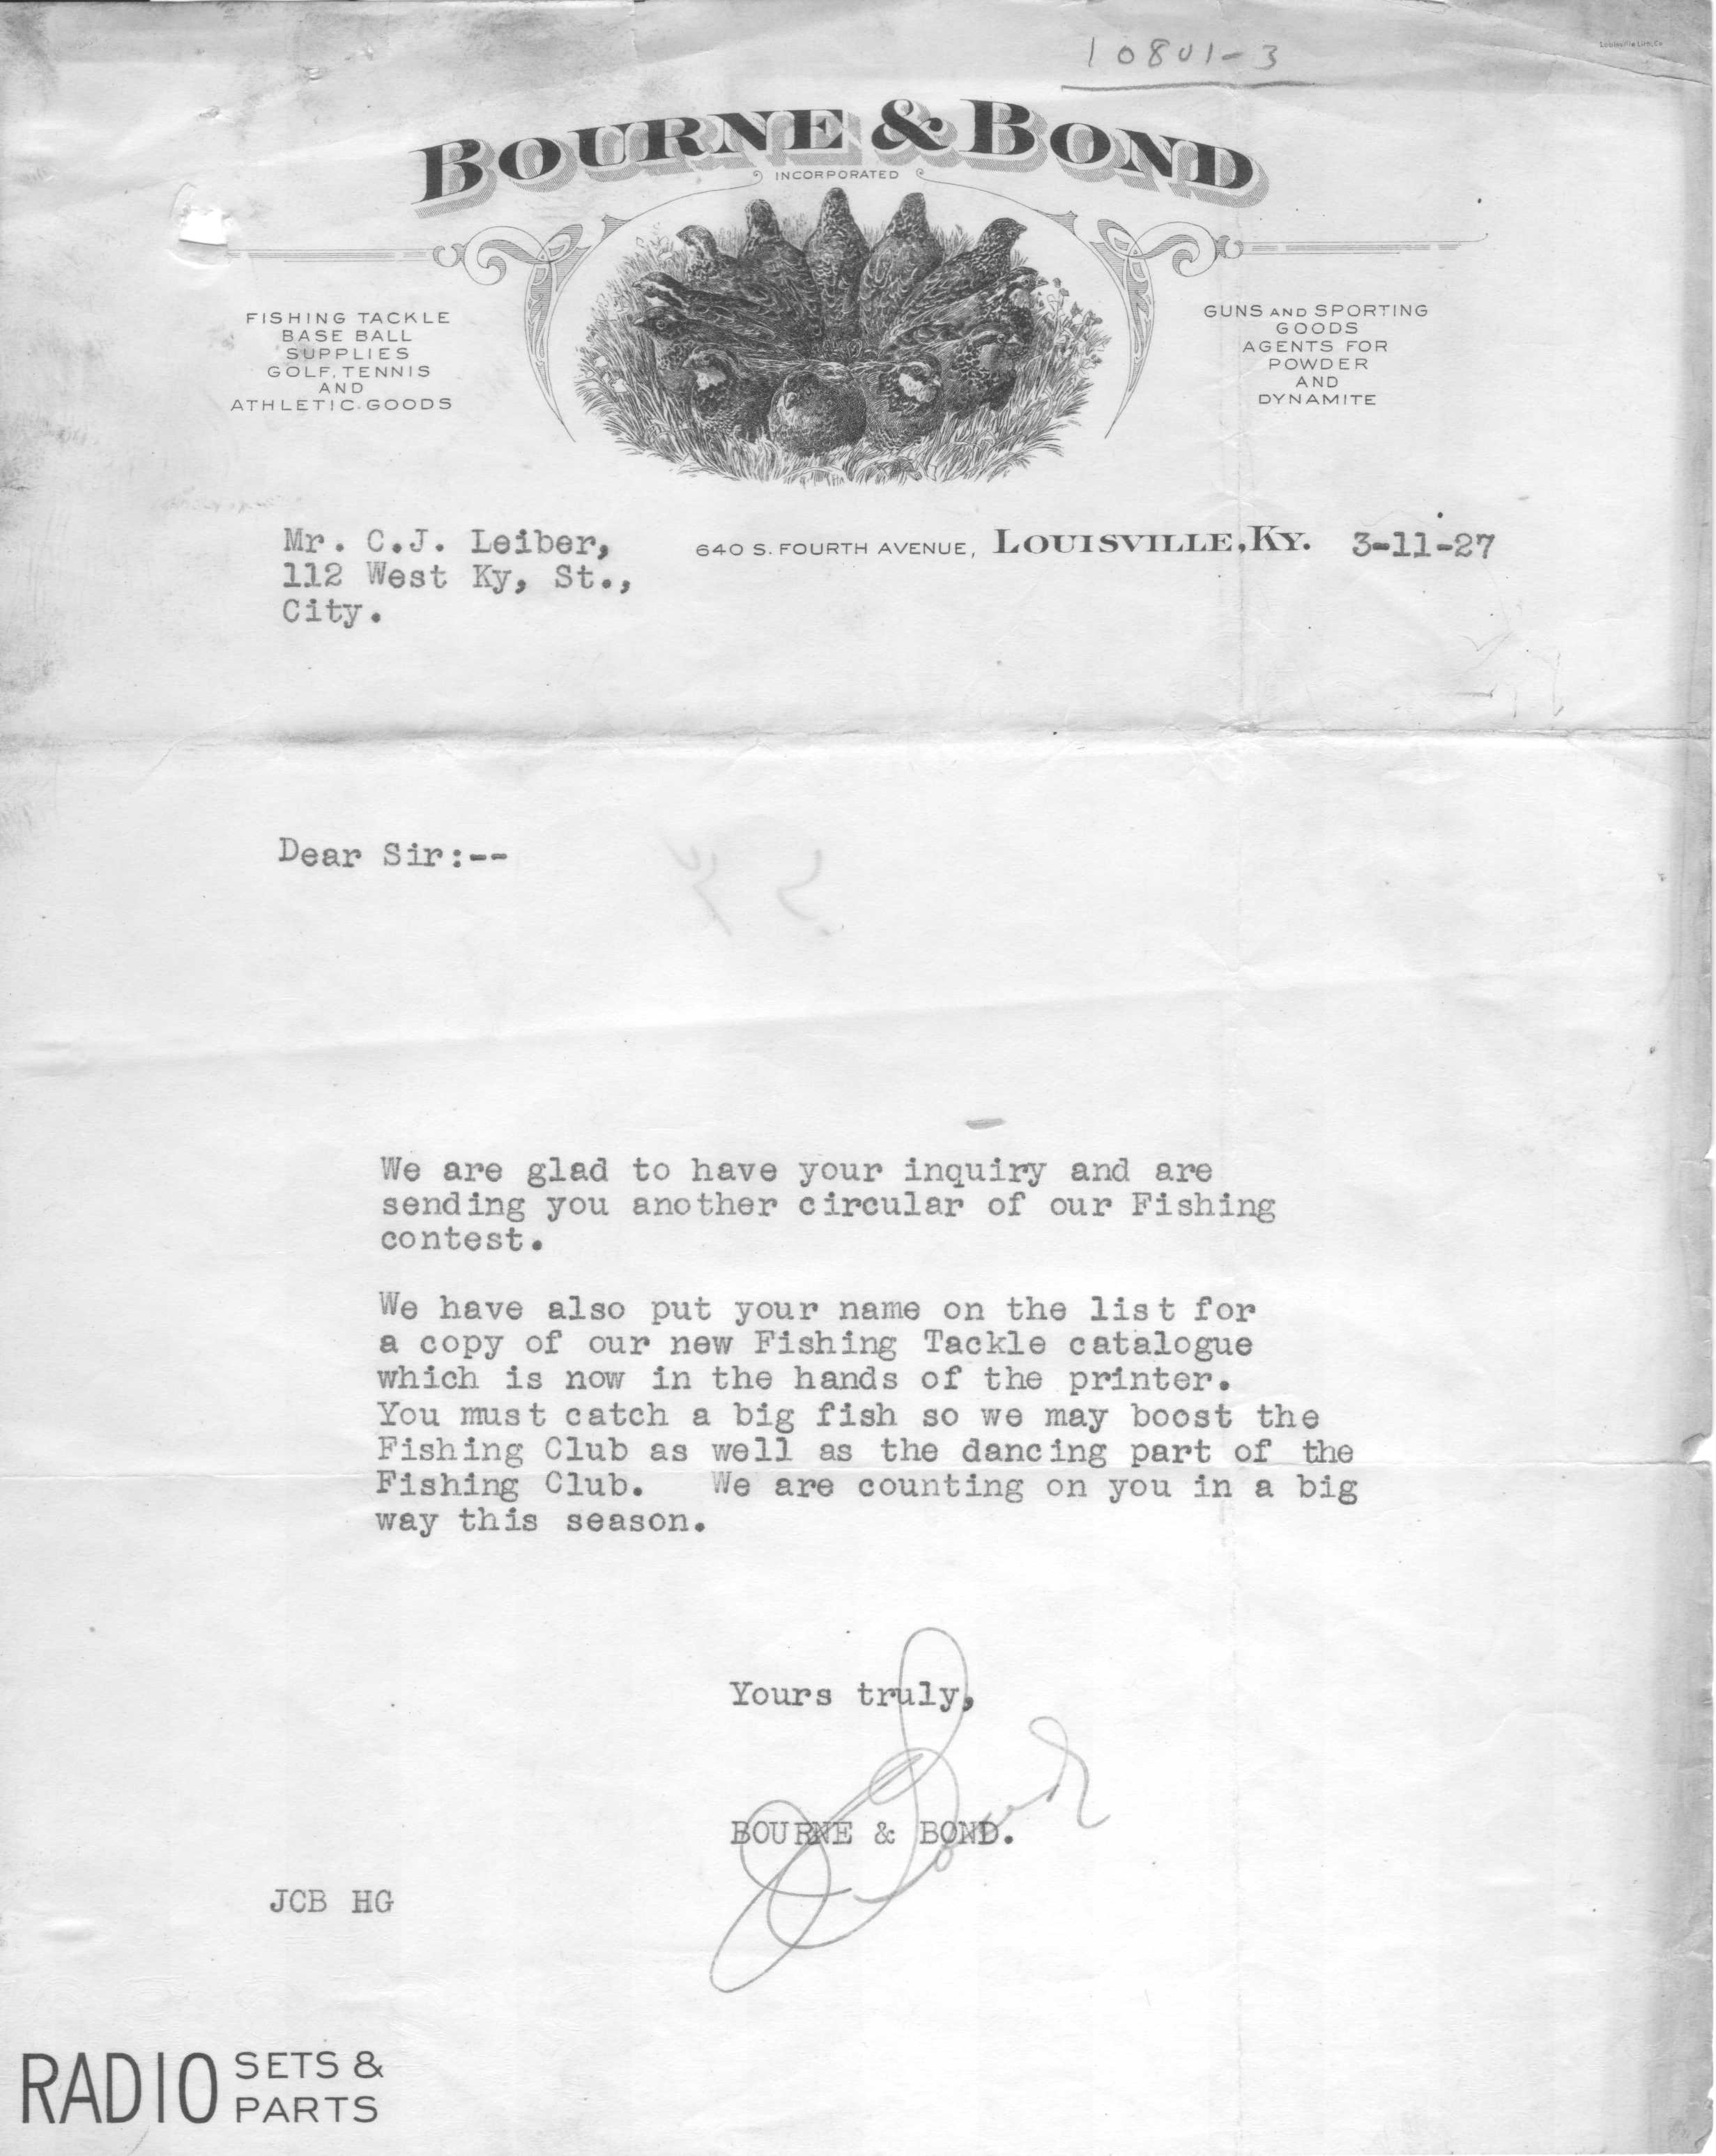 Louisville Lith. Co
BOURNE & BOND
INCORPORATED
FISHING TACKLE
BASE BALL
SUPPLIES
GOLF, TENNIS
AND
ATHLETIC GOODS
GUNS AND SPORTING
GOODS
AGENTS FOR
POWDER
AND
DYNAMITE
640 S. FOURTH AVENUE, LOUISVILLE, KY. 3-11-27
Mr. C.J. Leiber,
112 West Ky, St.,
City.
Dear Sir:--
We are glad to have your inquiry and are
sending you another circular of our Fishing
contest.
We have also put your name on the list for
a copy of our new Fishing Tackle catalogue
which is now in the hands of the printer.
You must catch a big fish so we may boost the
Fishing Club as well as the dancing part of the
Fishing Club. We are counting on you in a big
way this season.
Yours truly,
BOURNE & BOND.
JCB HG
RADIO SETS &
PARTS